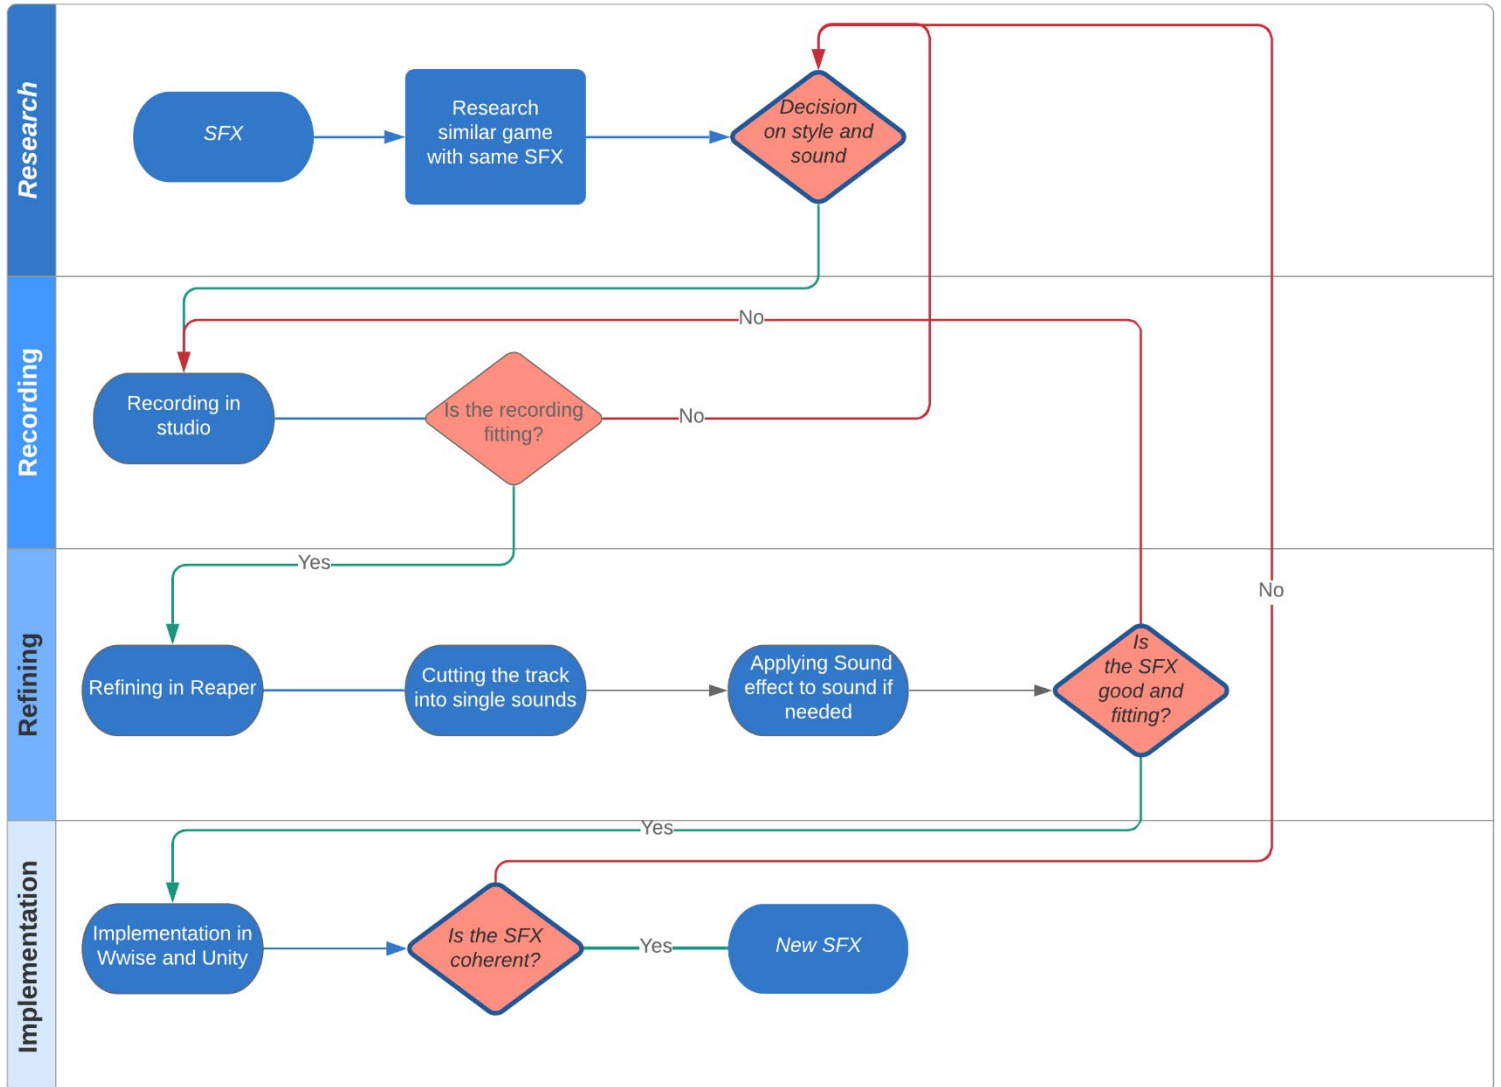 Research
SFX
Research
similar game
with same SFX
Decision
on style and
sound
Recording
No
Recording in
studio
Is the recording
fitting?
No
Yes
Refining
Refining in Reaper
Cutting the track
into single sounds
Applying Sound
effect to sound if
needed
Is
the SFX
good and
fitting?
No
Yes
Implementation
Implementation in
Wwise and Unity
Is the SFX
coherent?
Yes
New SFX